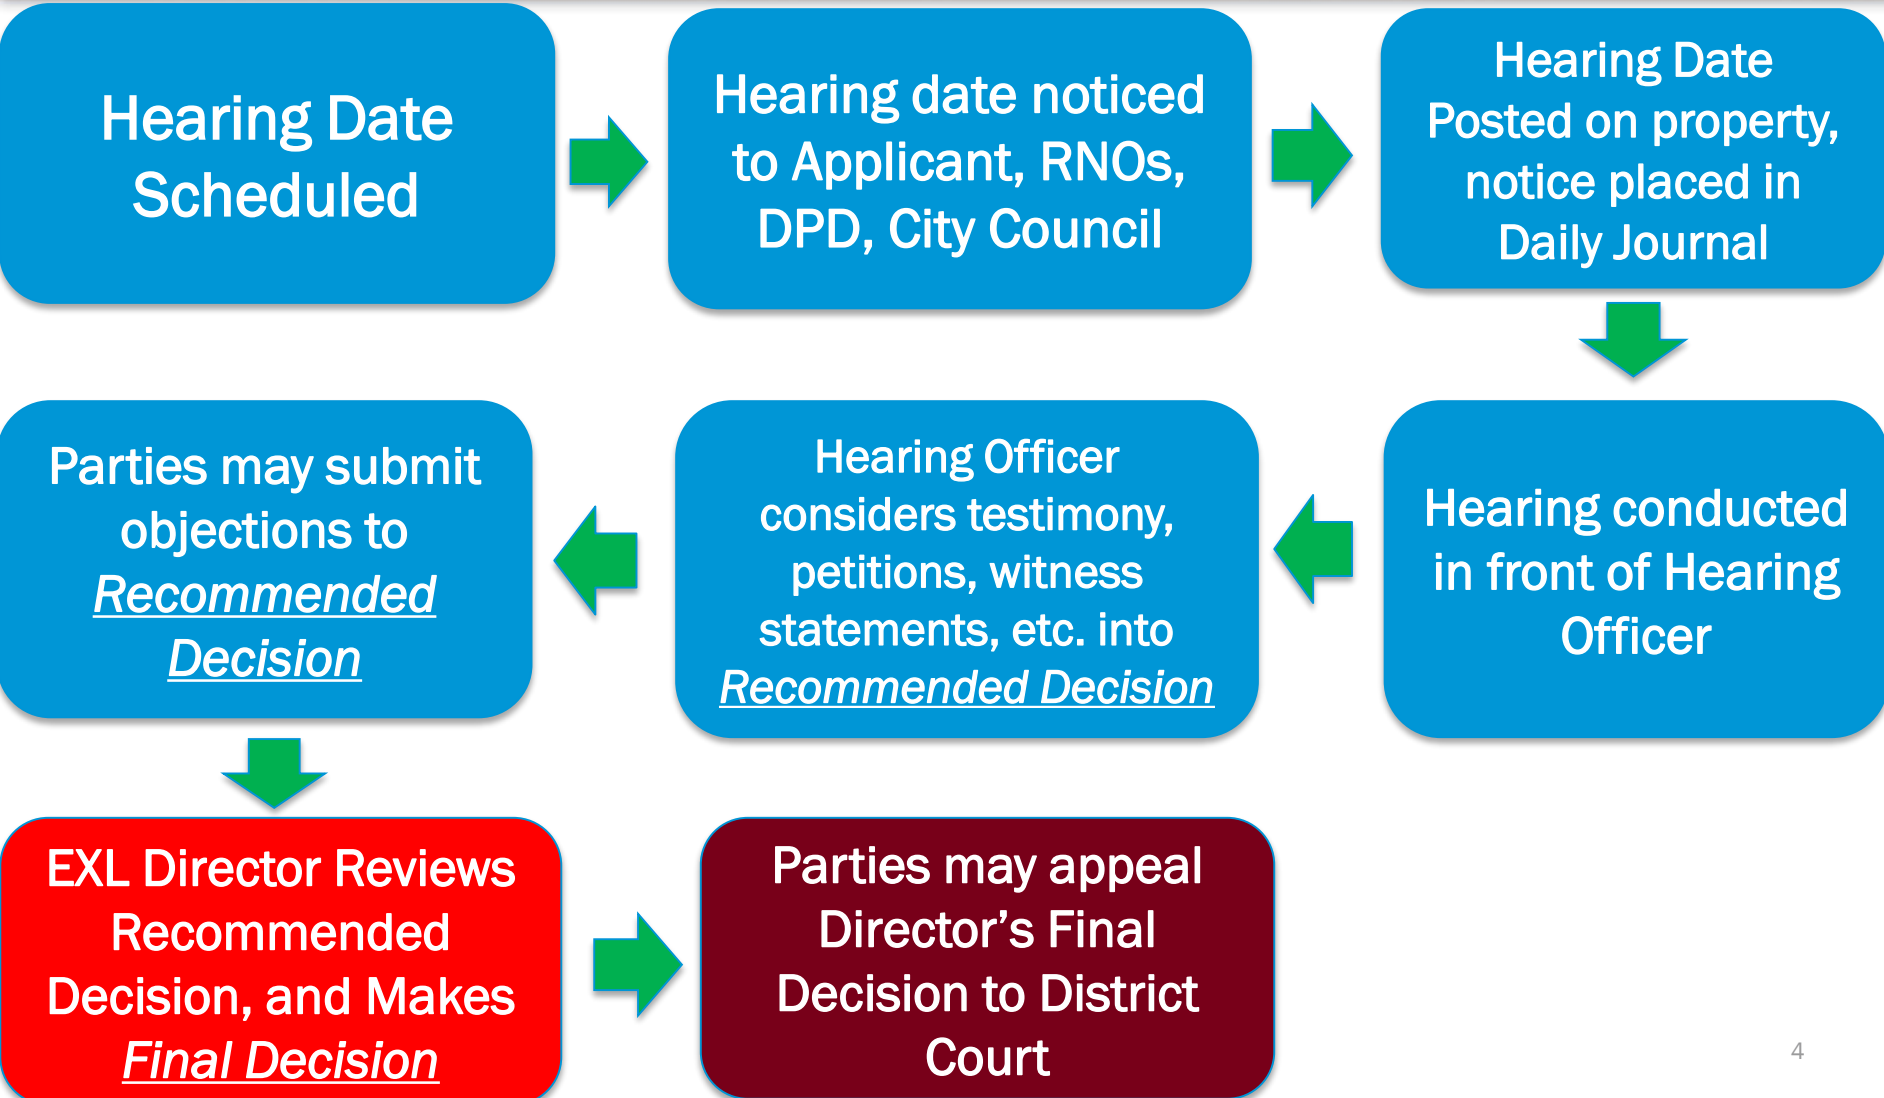 Hearing Date
Scheduled
Hearing date noticed
to Applicant, RNOs,
DPD, City Council
Hearing Date
Posted on property,
notice placed in
Daily Journal
Hearing conducted
in front of Hearing
Officer
Hearing Officer
considers testimony,
petitions, witness
statements, etc. into
Recommended Decision
Parties may submit
objections to
Recommended
Decision
EXL Director Reviews
Recommended
Decision, and Makes
Final Decision
Parties may appeal
Director’s Final
Decision to District
Court
4